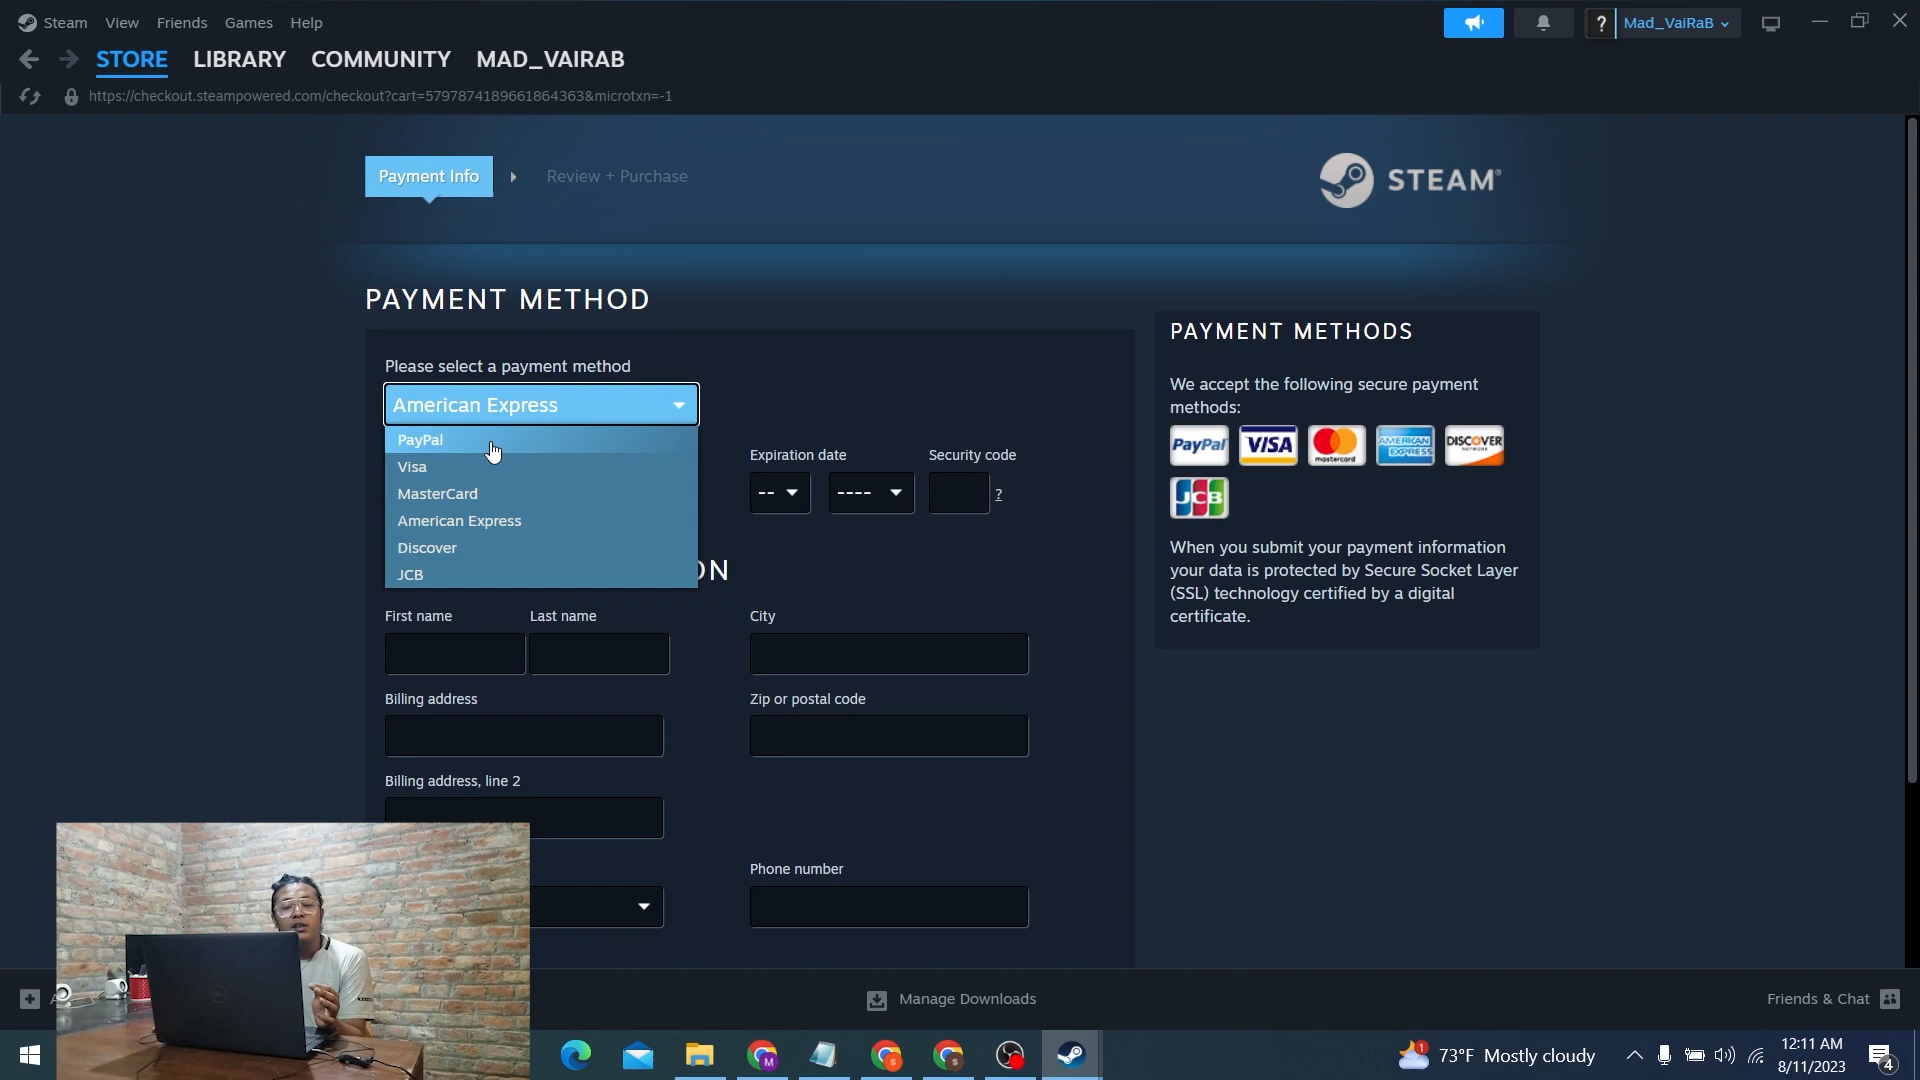 Steam View Friends Games Help
? Mad_VaiRaB
STORE LIBRARY COMMUNITY MAD_VAIRAB
https://checkout.steampowered.com/checkout?cart=5797874189661864363&microtxn=-1
Payment Info Review + Purchase
STEAM®
PAYMENT METHOD
Please select a payment method
American Express
PayPal
Visa
MasterCard
American Express
Discover
JCB
Expiration date Security code
-- ---- ?
ON
First name Last name City
Billing address Zip or postal code
Billing address, line 2
Phone number
PAYMENT METHODS
We accept the following secure payment
methods:
PayPal VISA mastercard AMERICAN EXPRESS DISCOVER NETWORK
JCB
When you submit your payment information
your data is protected by Secure Socket Layer
(SSL) technology certified by a digital
certificate.
Manage Downloads
Friends & Chat
M S S
1 73°F Mostly cloudy
12:11 AM
8/11/2023
4